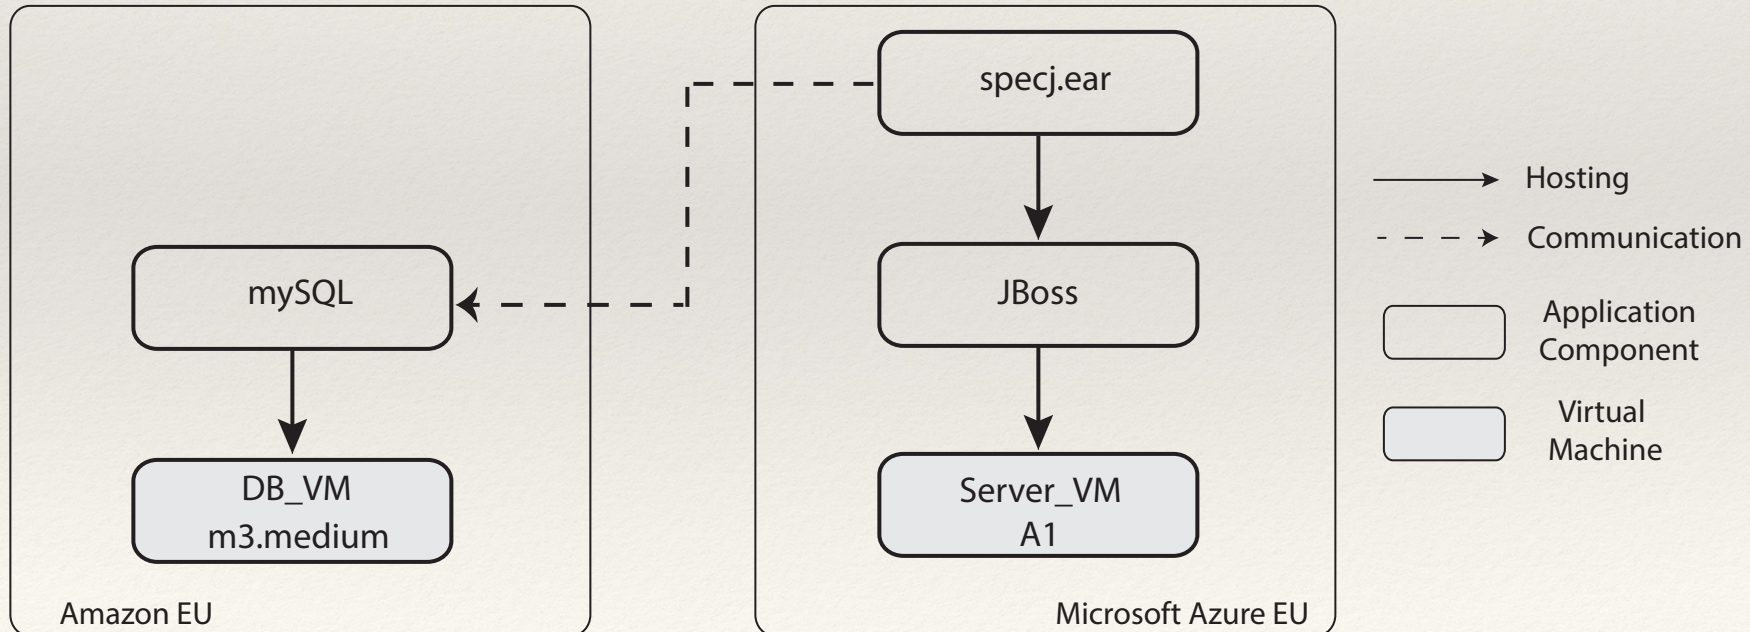 specj.ear
Hosting
Communication
mySQL
JBoss
Application
Component
DB_VM
m3.medium
Server_VM
A1
Virtual
Machine
Amazon EU
Microsoft Azure EU